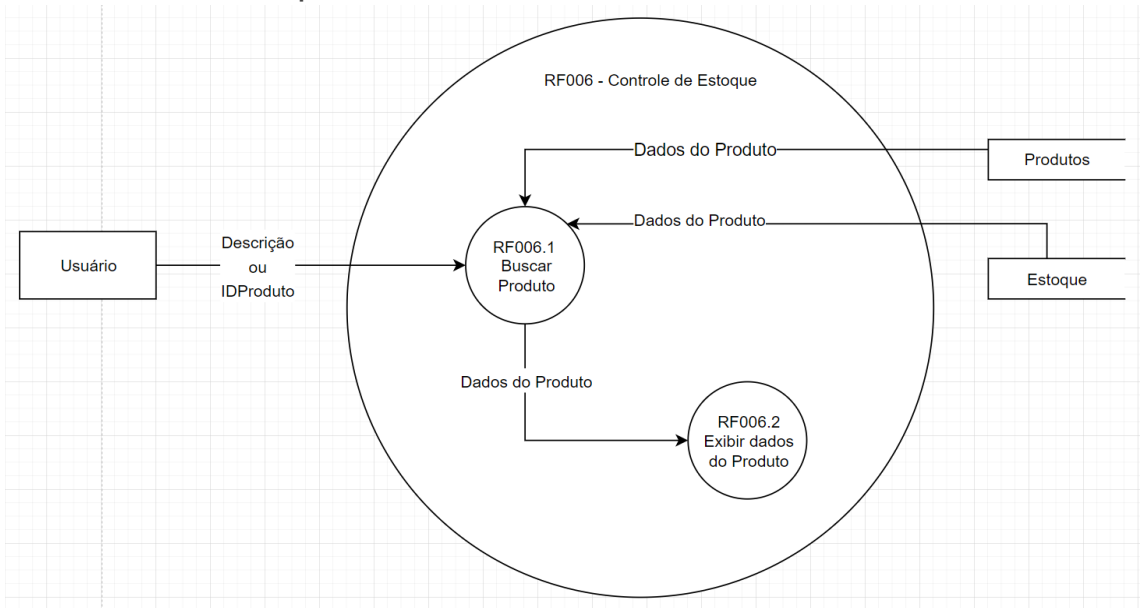 RF006 - Controle de Estoque
Dados do Produto
Produtos
Dados do Produto
Usuário
Descrição
ou
IDProduto
RF006.1
Buscar
Produto
Estoque
Dados do Produto
RF006.2
Exibir dados
do Produto